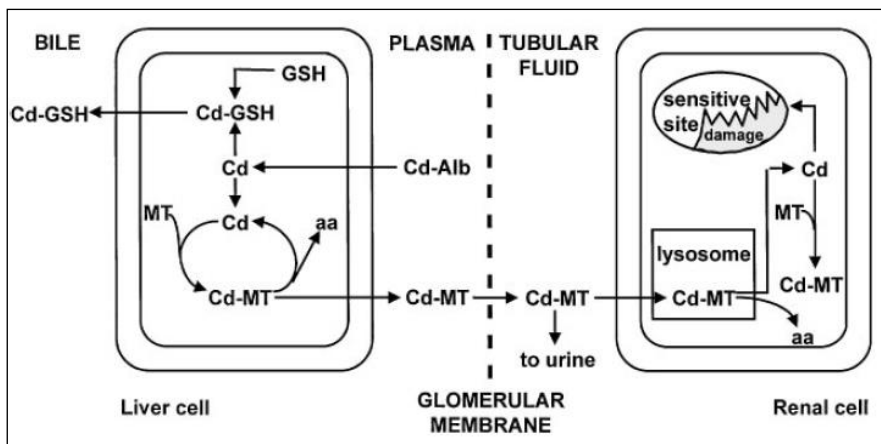 BILE
PLASMA
TUBULAR
FLUID
GSH
Cd-GSH
Cd-GSH
Cd
Cd-Alb
MT
Cd
aa
Cd-MT
Cd-MT
Cd-MT
to urine
sensitive
site
damage
Cd
MT
lysosome
Cd-MT
Cd-MT
aa
Liver cell
GLOMERULAR
MEMBRANE
Renal cell